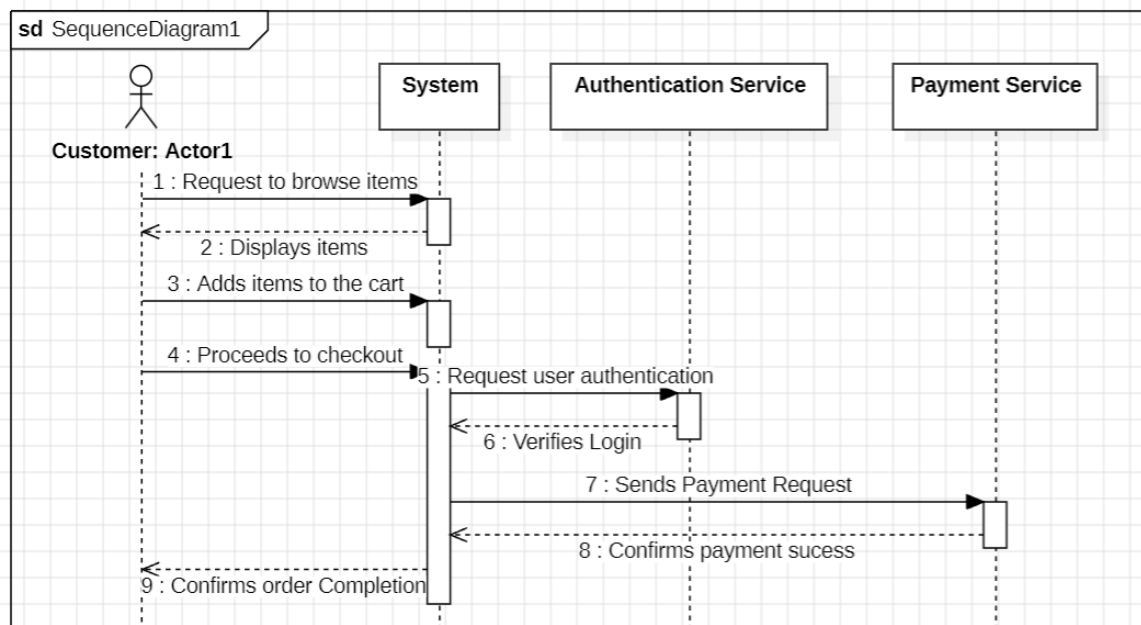 sd SequenceDiagram1
System
Authentication Service
Payment Service
Customer: Actor1
1 : Request to browse items
2 : Displays items
3 : Adds items to the cart
4 : Proceeds to checkout
5 : Request user authentication
6 : Verifies Login
7 : Sends Payment Request
8 : Confirms payment sucess
9 : Confirms order Completion